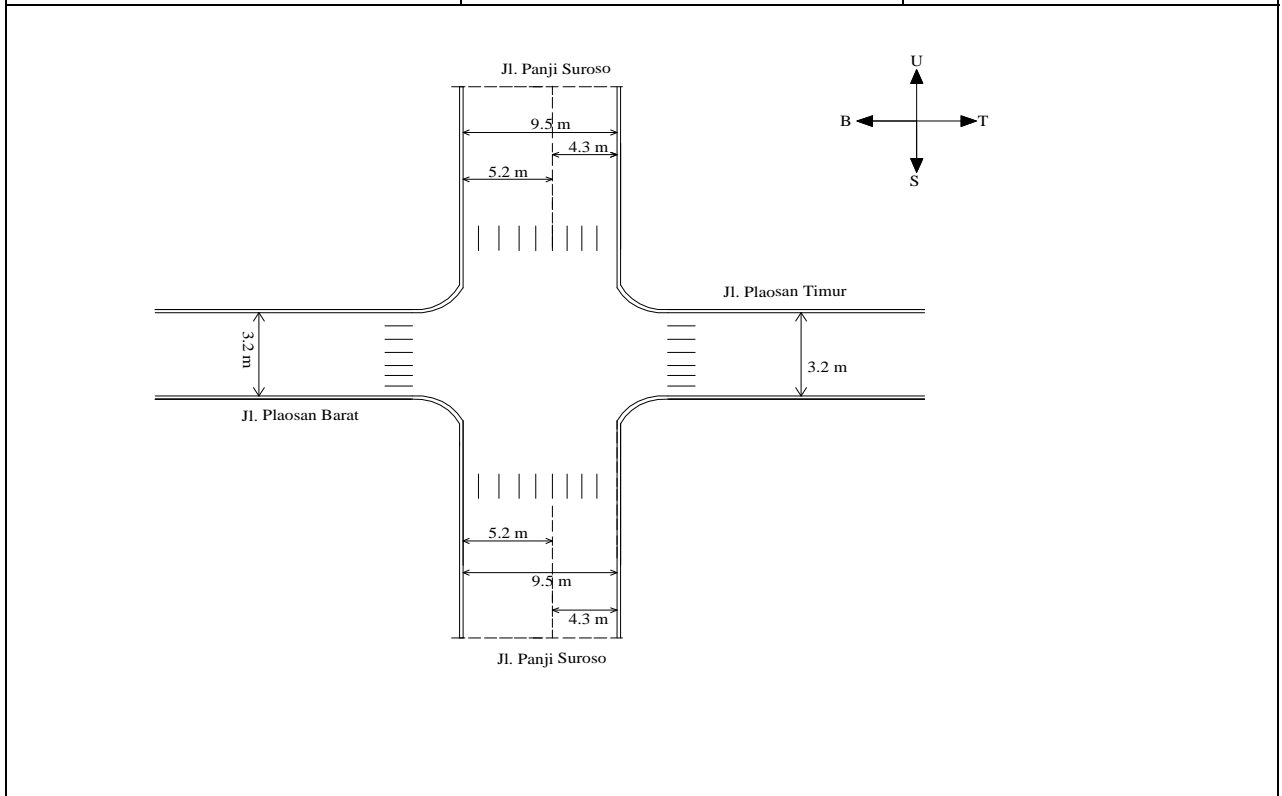 Jl. Panji Suroso
U
B
T
S
9.5 m
4.3 m
5.2 m
Jl. Plaosan Timur
3.2 m
3.2 m
Jl. Plaosan Barat
5.2 m
9.5 m
4.3 m
Jl. Panji Suroso